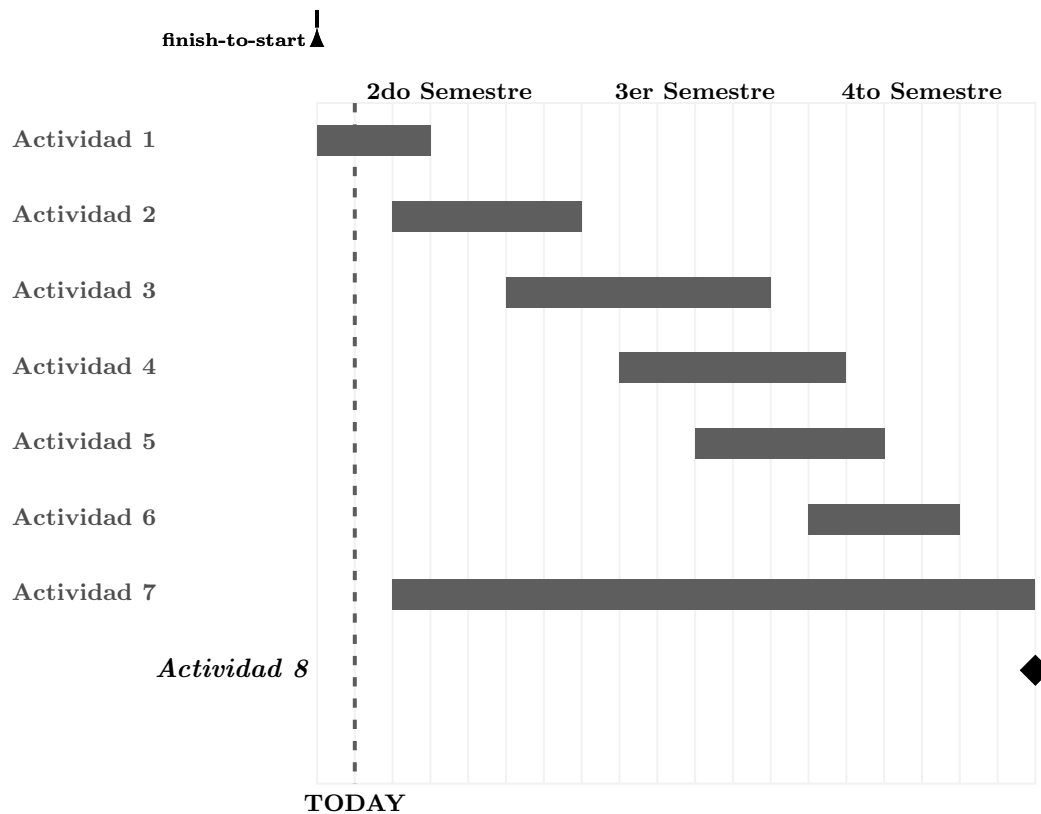 finish-to-start
2do Semestre 3er Semestre 4to Semestre
Actividad 1
Actividad 2
Actividad 3
Actividad 4
Actividad 5
Actividad 6
Actividad 7
Actividad 8
TODAY